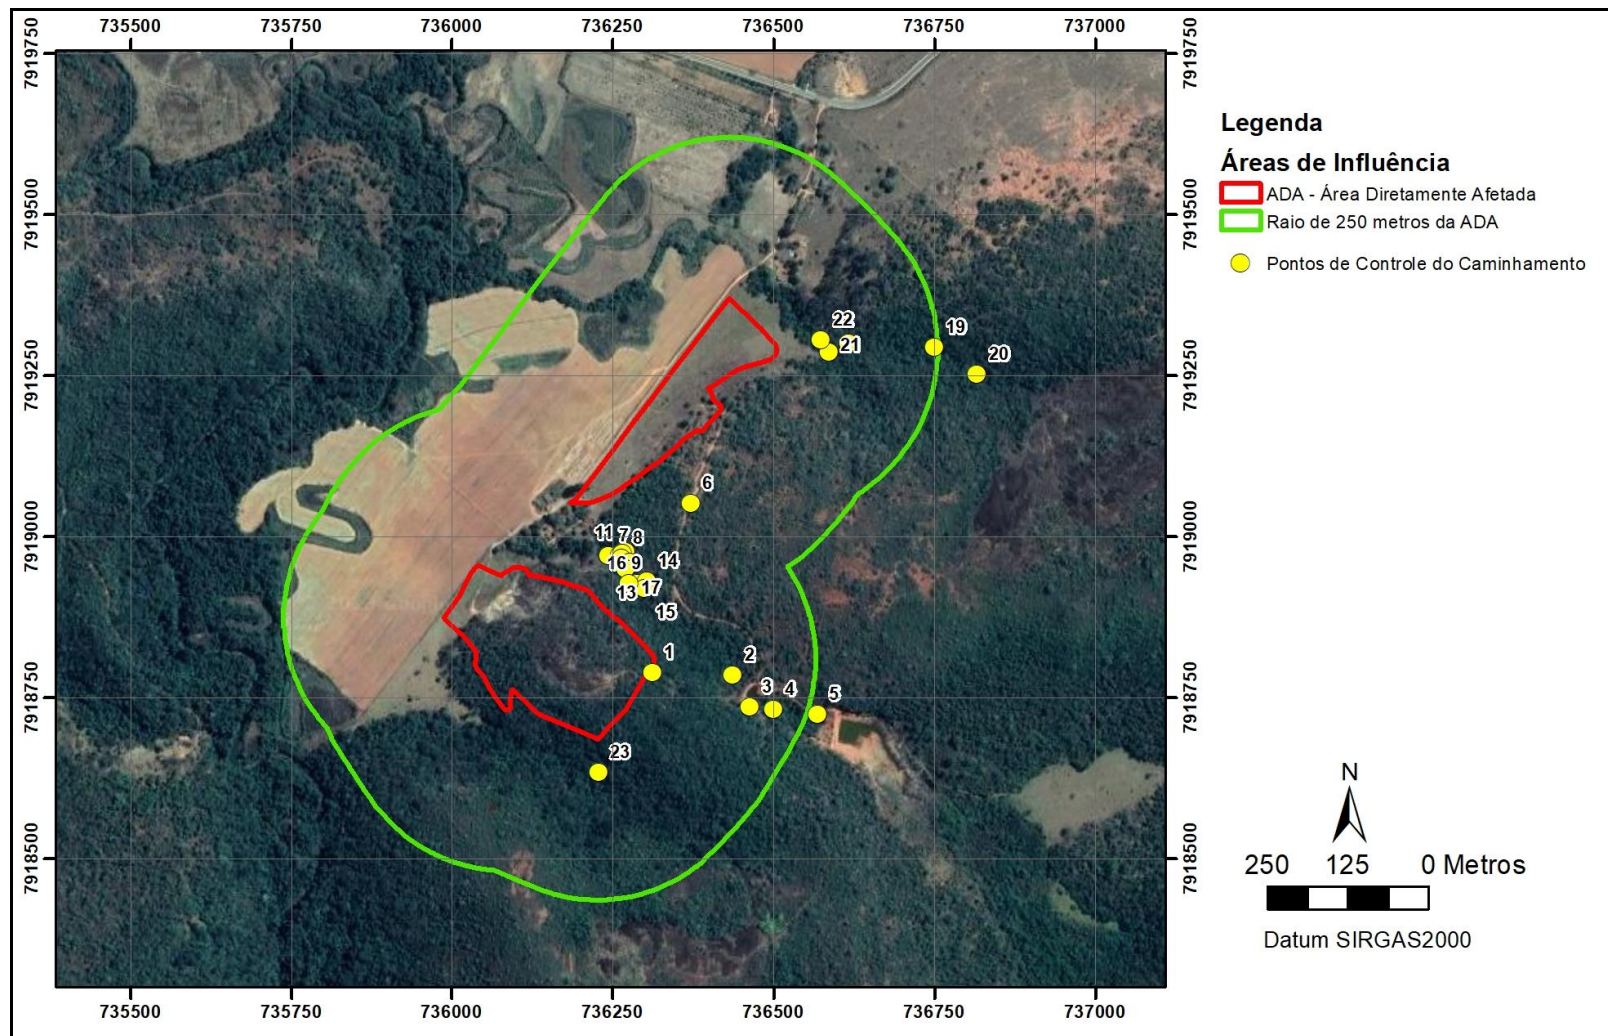 735500 735750 736000 736250 736500 736750 737000
7919750 7919750
Legenda
Áreas de Influência
ADA - Área Diretamente Afetada
7919500 7919500
Raio de 250 metros da ADA
Pontos de Controle do Caminhamento
22 19
21 20
7919250 7919250
6
7919000 7919000
11 7 8
16 9 14
13 17
15
1 2
3 4 5
7918750 7918750
23
N
250 125 0 Metros
7918500 7918500
Datum SIRGAS2000
735500 735750 736000 736250 736500 736750 737000